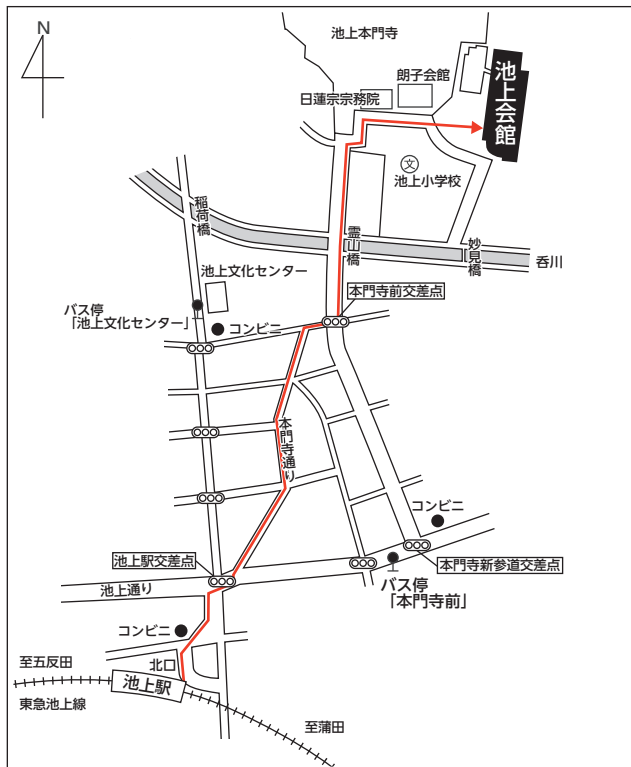 N
池上本門寺
朗子会館
日蓮宗宗務院
池上会館
文
池上小学校
稲荷橋
霊山橋
妙見橋
呑川
池上文化センター
本門寺前交差点
バス停
「池上文化センター」
コンビニ
本門寺通り
コンビニ
池上駅交差点
本門寺新参道交差点
池上通り
バス停
「本門寺前」
コンビニ
北口
至五反田
池上駅
東急池上線
至蒲田